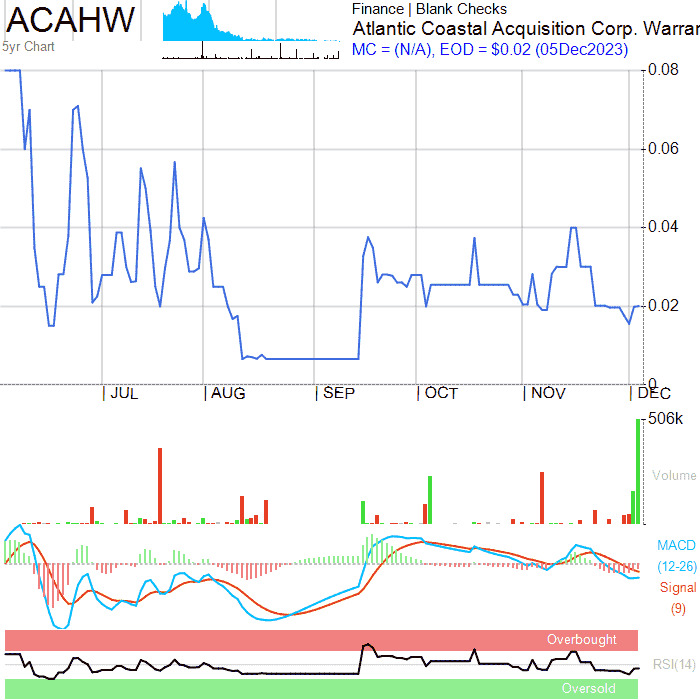 ACAHW
5yr Chart
Finance | Blank Checks
Atlantic Coastal Acquisition Corp. Warrar
MC = (N/A), EOD = $0.02 (05Dec2023)
0.08
0.06
0.04
0.02
0
| JUL | AUG | SEP | OCT | NOV | DEC
506k
Volume
MACD
(12-26)
Signal
(9)
Overbought
RSI(14)
Oversold